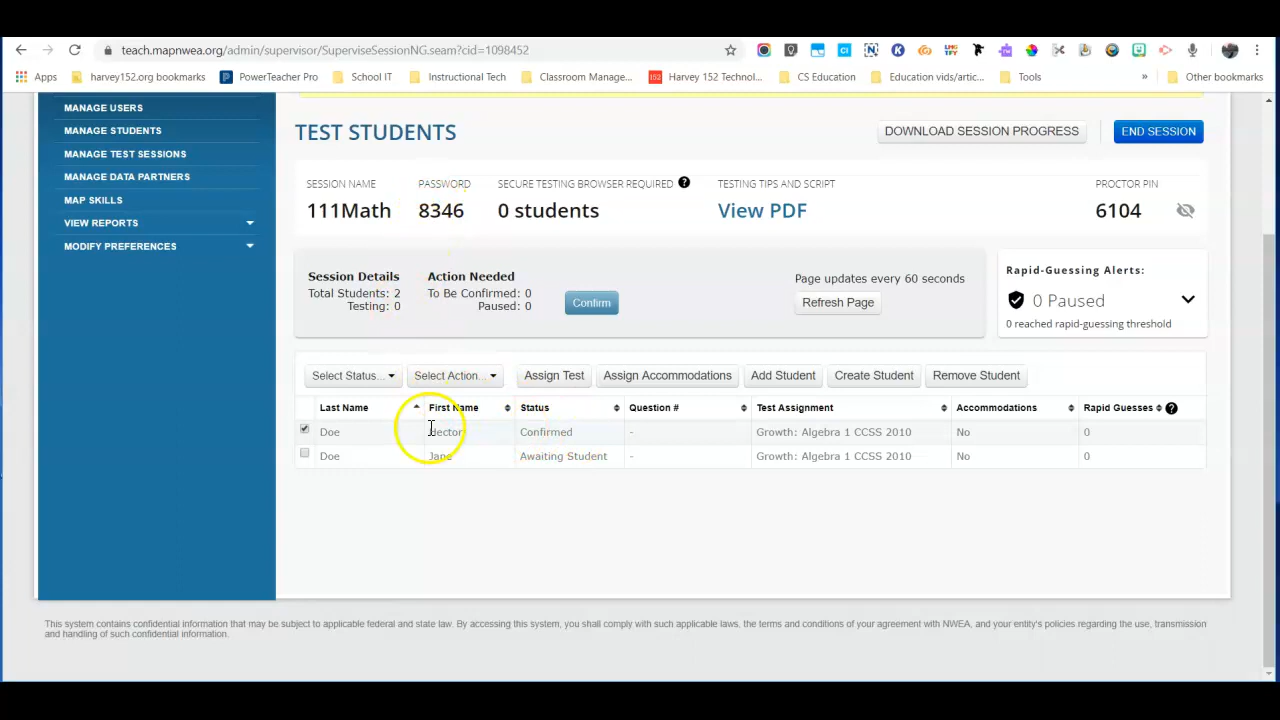 teach.mapnwea.org/admin/supervisor/SuperviseSessionNG.seam?cid=1098452
Apps harvey152.org bookmarks PowerTeacher Pro School IT Instructional Tech Classroom Manage... 152 Harvey 152 Technol... CS Education Education vids/artic... Tools » Other bookmarks
MANAGE USERS
MANAGE STUDENTS
MANAGE TEST SESSIONS
MANAGE DATA PARTNERS
MAP SKILLS
VIEW REPORTS
MODIFY PREFERENCES
TEST STUDENTS
DOWNLOAD SESSION PROGRESS
END SESSION
SESSION NAME PASSWORD SECURE TESTING BROWSER REQUIRED ? TESTING TIPS AND SCRIPT PROCTOR PIN
111Math 8346 0 students View PDF 6104
Session Details
Total Students: 2
Testing: 0
Action Needed
To Be Confirmed: 0
Paused: 0
Confirm
Page updates every 60 seconds
Refresh Page
Rapid-Guessing Alerts:
0 Paused
0 reached rapid-guessing threshold
Select Status... Select Action... Assign Test Assign Accommodations Add Student Create Student Remove Student
Last Name First Name Status Question # Test Assignment Accommodations Rapid Guesses ?
Doe Hector Confirmed - Growth: Algebra 1 CCSS 2010 No 0
Doe Jane Awaiting Student - Growth: Algebra 1 CCSS 2010 No 0
This system contains confidential information that may be subject to applicable federal and state law. By accessing this system, you shall comply with such applicable laws, the terms and conditions of your agreement with NWEA, and your entity's policies regarding the use, transmission
and handling of such confidential information.